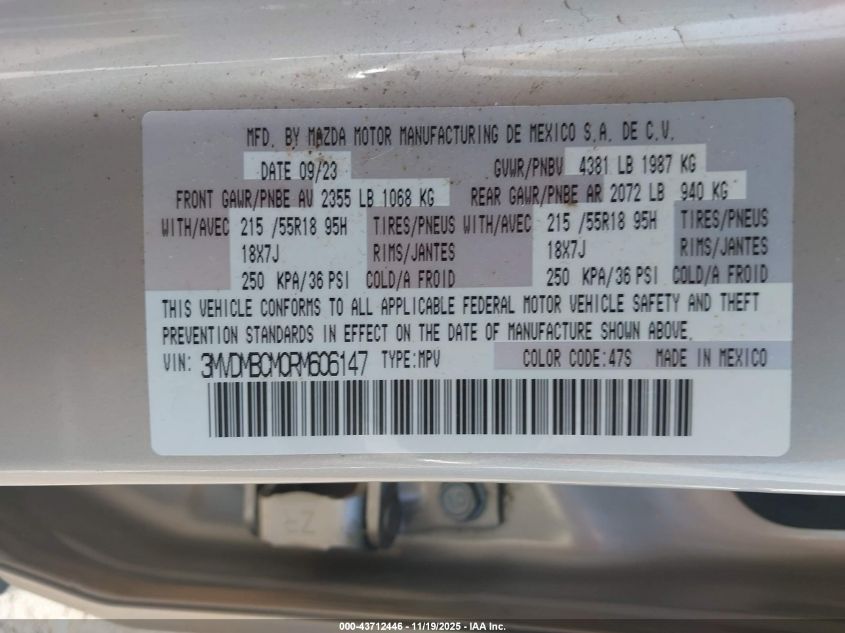 MFD. BY MAZDA MOTOR MANUFACTURING DE MEXICO S.A. DE C.V.
DATE 09/23 GVWR/PNBV 4381 LB 1987 KG
FRONT GAWR/PNBE AV 2355 LB 1068 KG REAR GAWR/PNBE AR 2072 LB 940 KG
WITH/AVEC 215 /55R18 95H TIRES/PNEUS WITH/AVEC 215 /55R18 95H TIRES/PNEUS
18X7J RIMS/JANTES 18X7J RIMS/JANTES
250 KPA/36 PSI COLD/A FROID 250 KPA/36 PSI COLD/A FROID
THIS VEHICLE CONFORMS TO ALL APPLICABLE FEDERAL MOTOR VEHICLE SAFETY AND THEFT
PREVENTION STANDARDS IN EFFECT ON THE DATE OF MANUFACTURE SHOWN ABOVE.
VIN: 3MVDMBCM0RM606147 TYPE:MPV COLOR CODE:47S MADE IN MEXICO
000-43712446 - 11/19/2025 - IAA Inc.